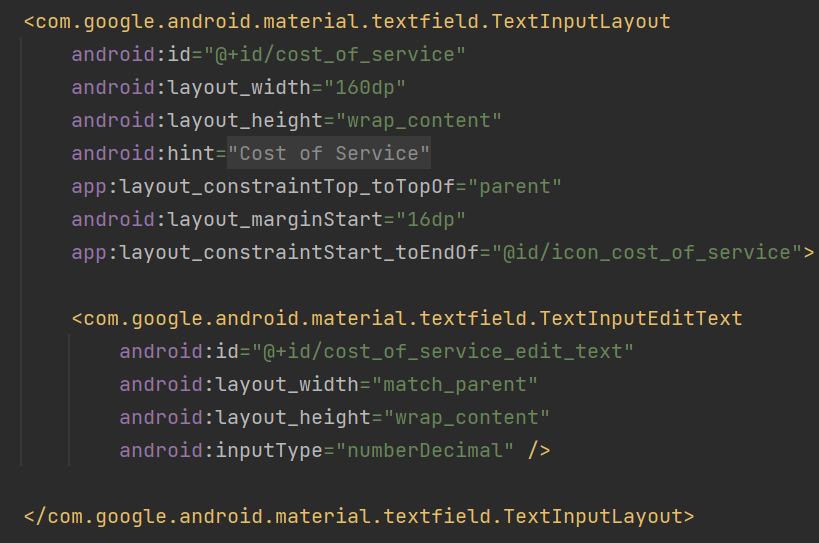 <com.google.android.material.textfield.TextInputLayout
    android:id="@+id/cost_of_service"
    android:layout_width="160dp"
    android:layout_height="wrap_content"
    android:hint="Cost of Service"
    app:layout_constraintTop_toTopOf="parent"
    android:layout_marginStart="16dp"
    app:layout_constraintStart_toEndOf="@id/icon_cost_of_service">
    <com.google.android.material.textfield.TextInputEditText
        android:id="@+id/cost_of_service_edit_text"
        android:layout_width="match_parent"
        android:layout_height="wrap_content"
        android:inputType="numberDecimal" />
</com.google.android.material.textfield.TextInputLayout>